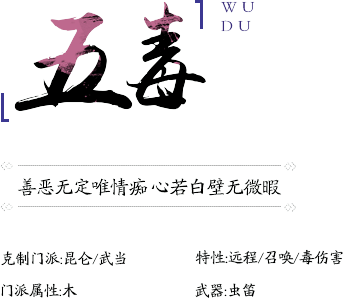 五毒
WU
DU
善恶无定唯情痴心若白壁无微暇
克制门派:昆仑/武当
特性:远程/召唤/毒伤害
门派属性:木
武器:虫笛